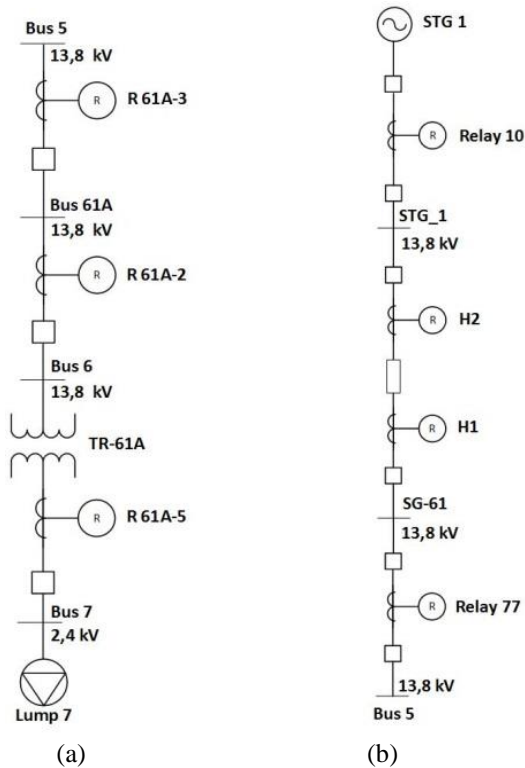 Bus 5
13,8 kV
R
R 61A-3
Bus 61A
13,8 kV
R
R 61A-2
Bus 6
13,8 kV
TR-61A
R
R 61A-5
Bus 7
2,4 kV
Lump 7
(a)
STG 1
R
Relay 10
STG_1
13,8 kV
R
H2
R
H1
SG-61
13,8 kV
R
Relay 77
13,8 kV
Bus 5
(b)